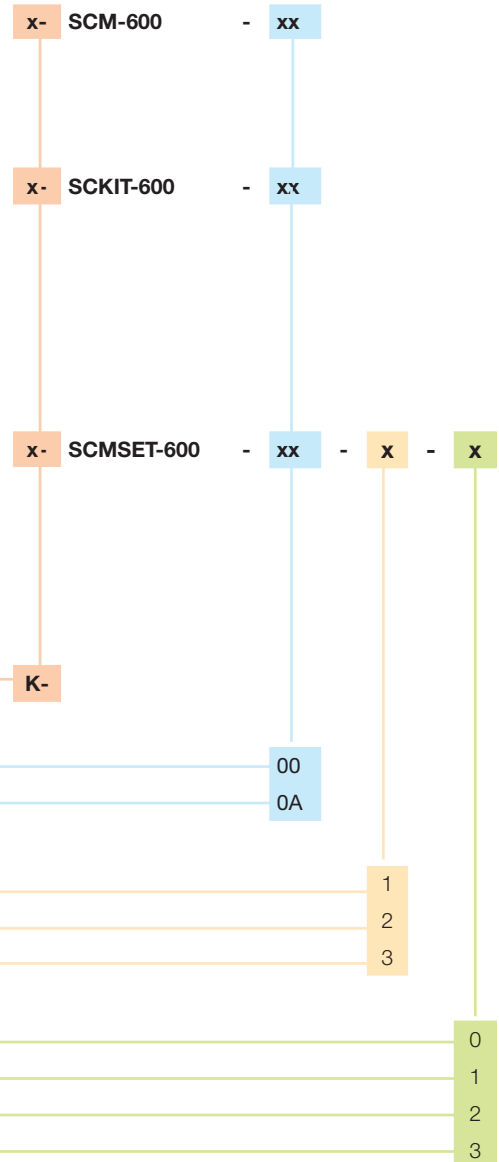 x- SCM-600 - xx
x- SCKIT-600 - xx
x- SCMSET-600 - xx - x - x
K-
00
0A
1
2
3
0
1
2
3